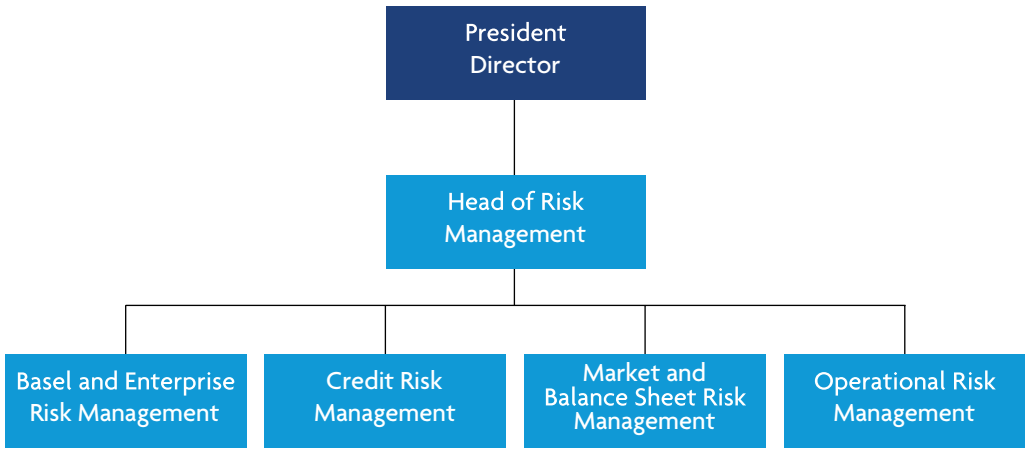 President
Director
Head of Risk
Management
Basel and Enterprise
Risk Management
Credit Risk
Management
Market and
Balance Sheet Risk
Management
Operational Risk
Management